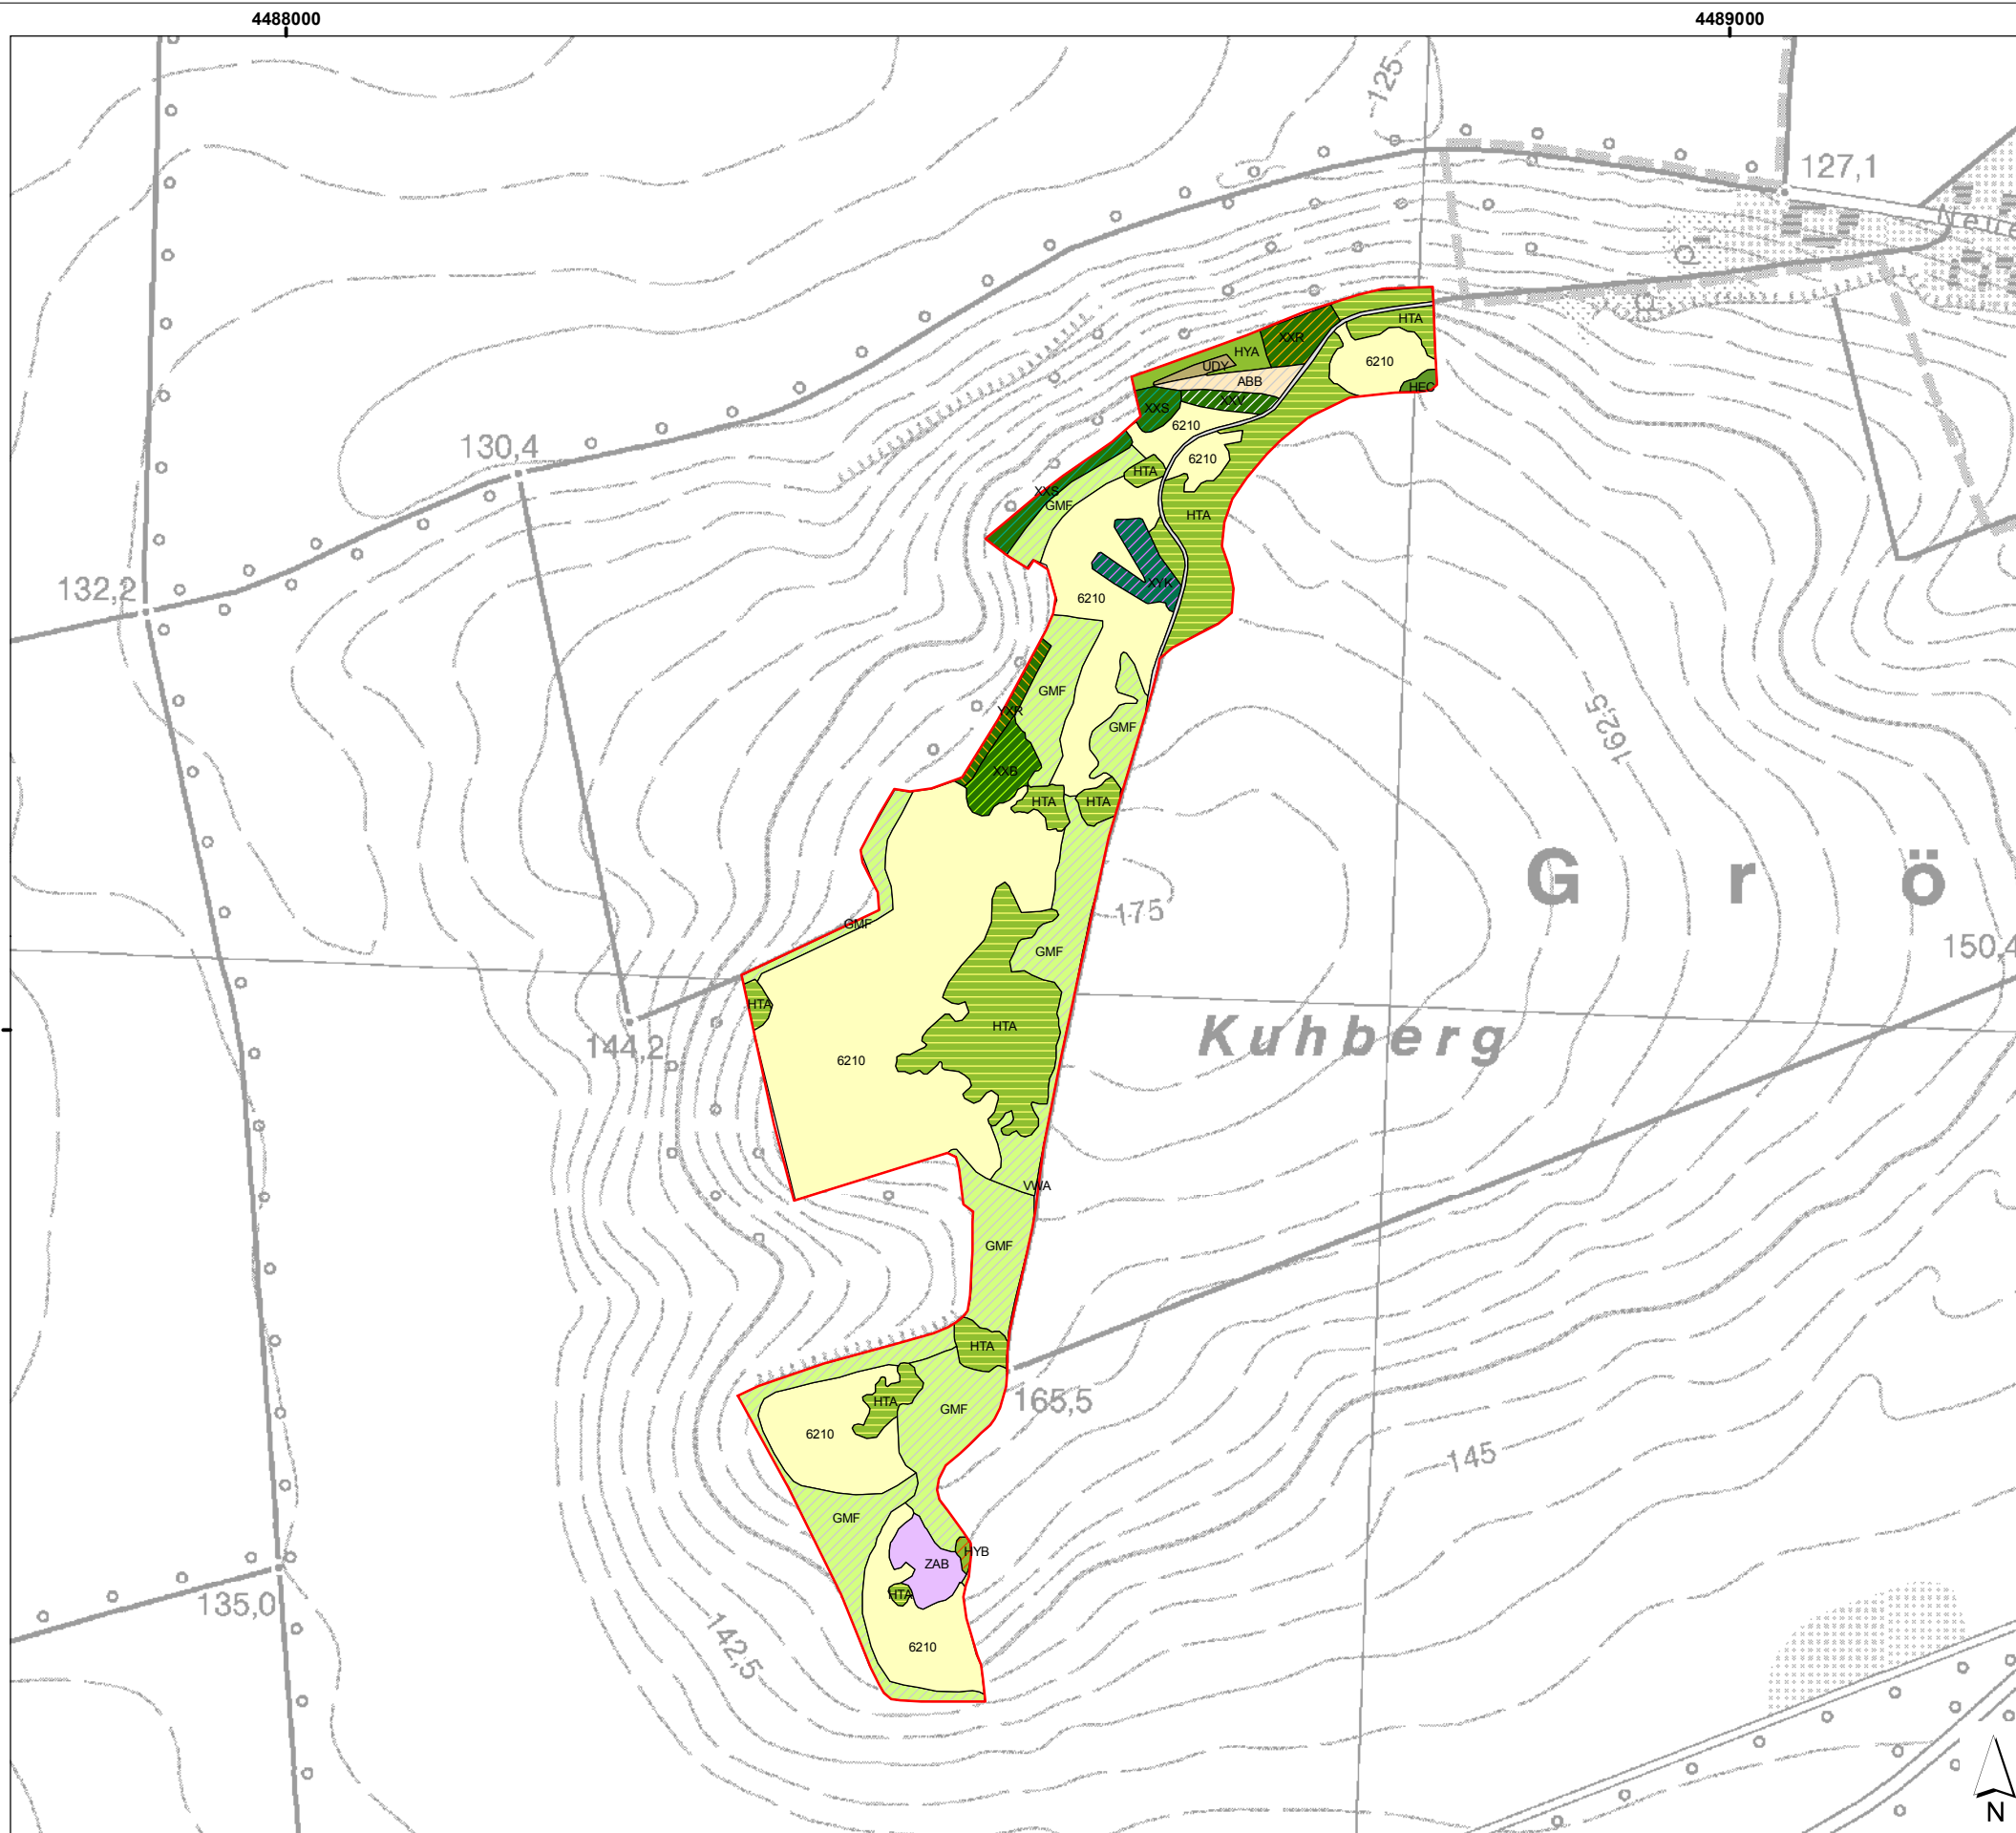 4488000
4489000
125
127,1
Neue
HTA
XXR
HYA
6210
UDY
ABB
HEC
XXV
XXS
6210
130,4
6210
HTA
XXS
GMF
HTA
XYK
132,2
6210
GMF
YXR
162,5
GMF
XXB
HTA
HTA
G r ö
175
GMF
150,4
GMF
HTA
HTA
Kuhberg
144,2
6210
VWA
GMF
HTA
165,5
HTA
GMF
6210
145
GMF
HYB
ZAB
HTA
135,0
142,5
6210
N